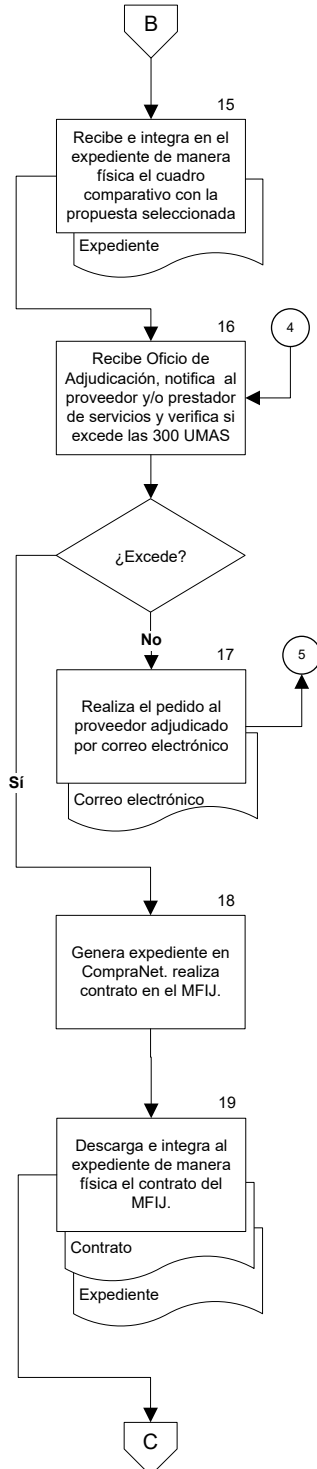 B
15
Recibe e integra en el
expediente de manera
física el cuadro
comparativo con la
propuesta seleccionada
Expediente
16
4
Recibe Oficio de
Adjudicación, notifica al
proveedor y/o prestador
de servicios y verifica si
excede las 300 UMAS
¿Excede?
No
17
5
Realiza el pedido al
proveedor adjudicado
por correo electrónico
Correo electrónico
Sí
18
Genera expediente en
CompraNet. realiza
contrato en el MFIJ.
19
Descarga e integra al
expediente de manera
física el contrato del
MFIJ.
Contrato
Expediente
C